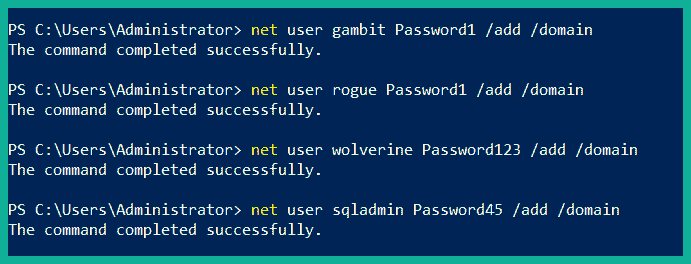 PS C:\Users\Administrator> net user gambit Password1 /add /domain
The command completed successfully.
PS C:\Users\Administrator> net user rogue Password1 /add /domain
The command completed successfully.
PS C:\Users\Administrator> net user wolverine Password123 /add /domain
The command completed successfully.
PS C:\Users\Administrator> net user sqladmin Password45 /add /domain
The command completed successfully.